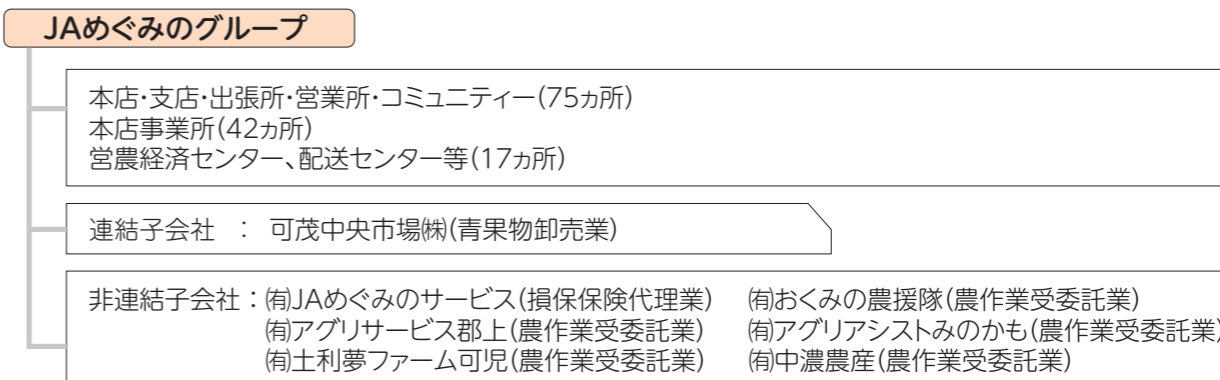 JAめぐみのグループ
本店・支店・出張所・営業所・コミュニティー(75ヵ所)
本店事業所(42ヵ所)
営農経済センター、配送センター等(17ヵ所)
連結子会社 : 可茂中央市場㈱(青果物卸売業)
非連結子会社:㈲JAめぐみのサービス(損保保険代理業) ㈲おくみの農援隊(農作業受委託業)
㈲アグリサービス郡上(農作業受委託業) ㈲アグリアシストみのかも(農作業受委託業)
㈲土利夢ファーム可児(農作業受委託業) ㈲中濃農産(農作業受委託業)